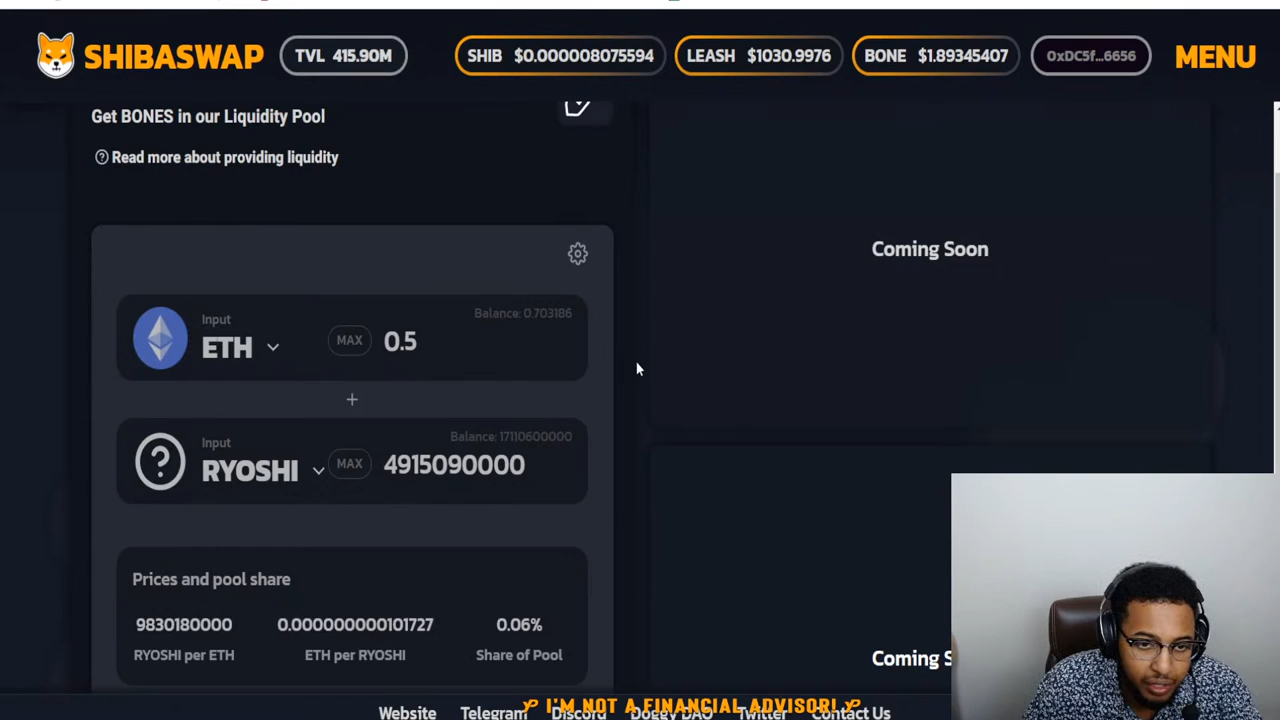 SHIBASWAP
TVL 415.90M
SHIB $0.000008075594
LEASH $1030.9976
BONE $1.89345407
0xDC5f...6656
MENU
Get BONES in our Liquidity Pool
? Read more about providing liquidity
Coming Soon
Input
Balance: 0.703186
ETH
MAX
0.5
+
Input
Balance: 17110600000
? RYOSHI
MAX
4915090000
Prices and pool share
9830180000
0.000000000101727
0.06%
RYOSHI per ETH
ETH per RYOSHI
Share of Pool
Coming S
I'M NOT A FINANCIAL ADVISOR!
Website
Telegram
Discord
Doggy DAO
Twitter
Contact Us